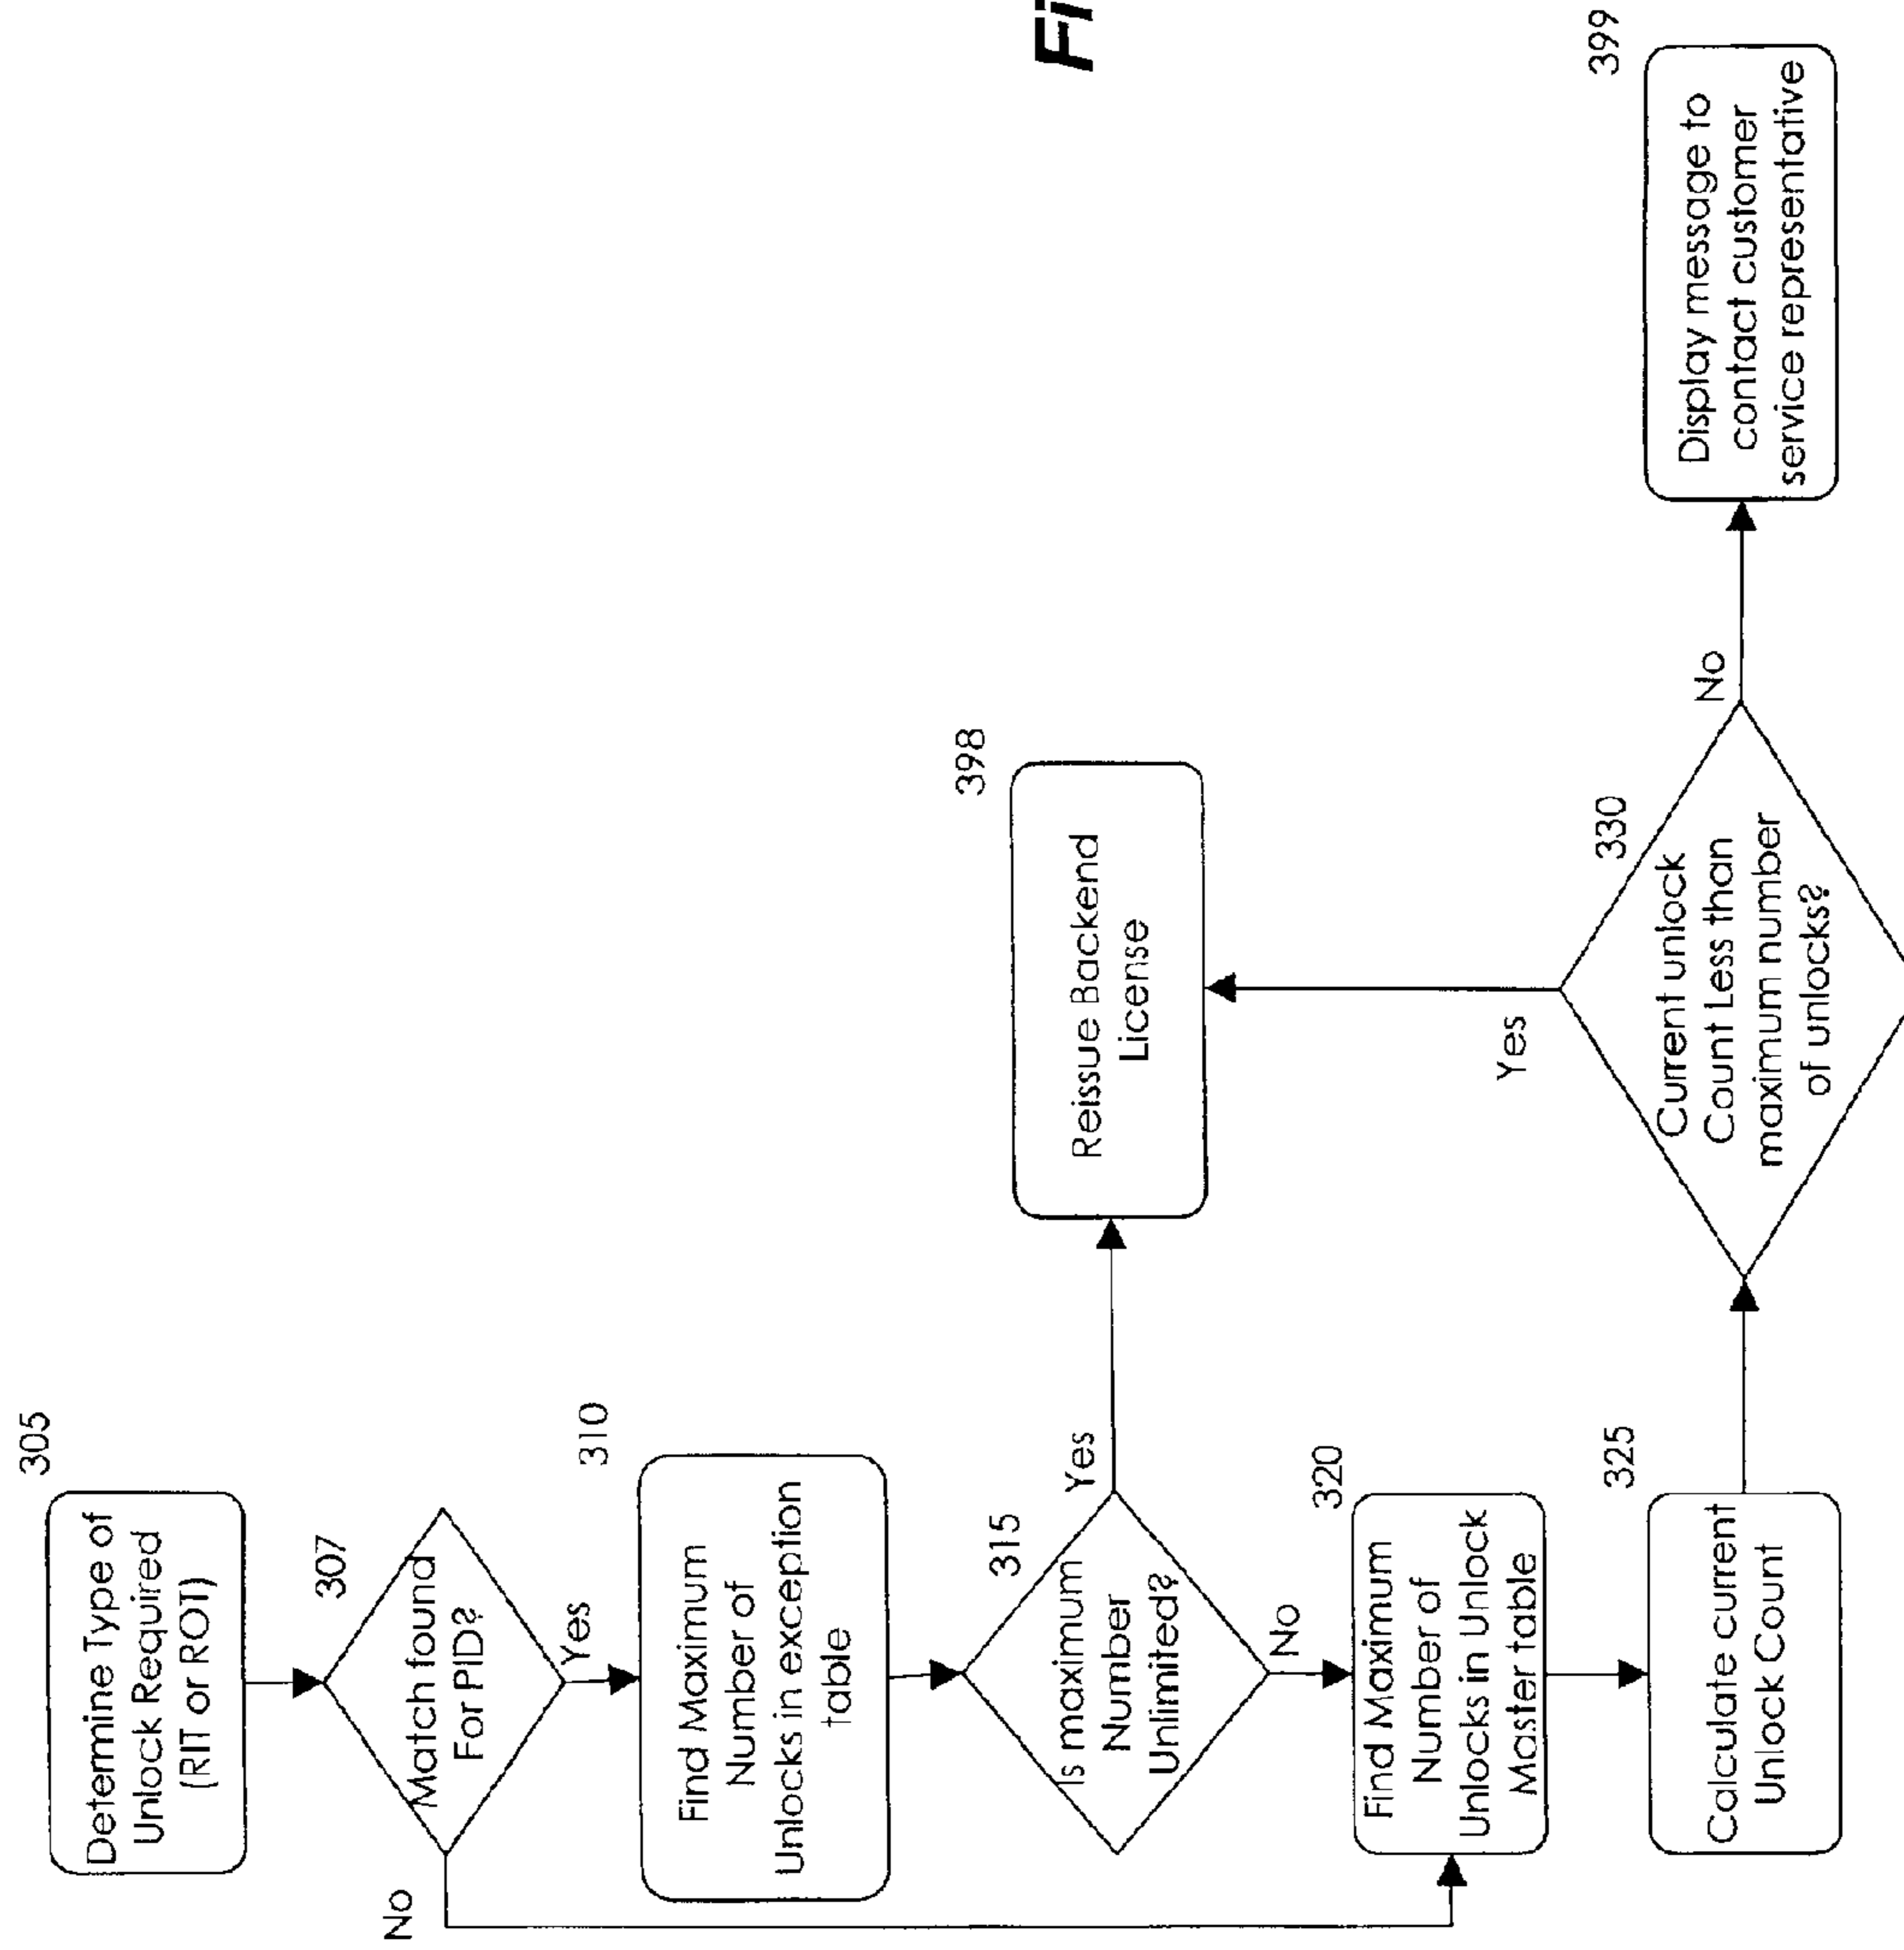 305
Determine Type of
Unlock Required
(RIT or ROT)
307
Match found
For PID?
No
Yes
310
Find Maximum
Number of
Unlocks in exception
table
315
Is maximum
Number
Unlimited?
Yes
No
398
Reissue Backend
License
320
Find Maximum
Number of
Unlocks in Unlock
Master table
325
Calculate current
Unlock Count
330
Current unlock
Count Less than
maximum number
of unlocks?
Yes
No
399
Display message to
contact customer
service representative